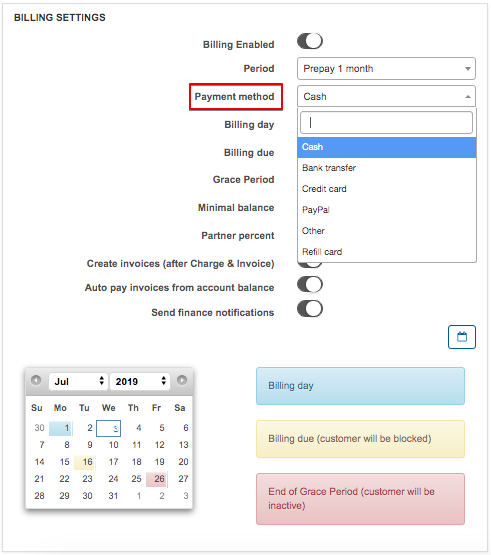 BILLING SETTINGS
Billing Enabled
Period Prepay 1 month
Payment method Cash
Billing day
Cash
Billing due
Bank transfer
Grace Period
Credit card
Minimal balance
PayPal
Partner percent
Other
Refill card
Create invoices (after Charge & Invoice)
Auto pay invoices from account balance
Send finance notifications
Jul 2019
Su Mo Tu We Th Fr Sa
30 1 2 3 4 5 6
7 8 9 10 11 12 13
14 15 16 17 18 19 20
21 22 23 24 25 26 27
28 29 30 31 1 2 3
Billing day
Billing due (customer will be blocked)
End of Grace Period (customer will be
inactive)